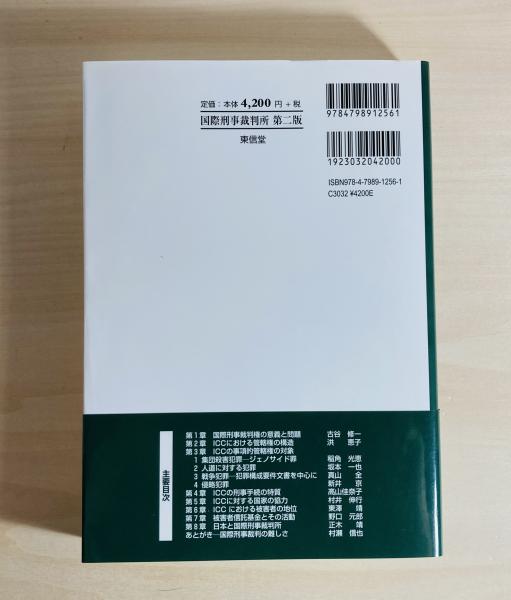 定価：本体4,200円＋税
国際刑事裁判所 第二版
東信堂
9784798912561
1923032042000
ISBN978-4-7989-1256-1
C3032 ¥4200E
主要目次
第1章 国際刑事裁判権の意義と問題 古谷 修一
第2章 ICCにおける管轄権の構造 洪 恵子
第3章 ICCの事項的管轄権の対象
1 集団殺害犯罪―ジェノサイド罪 稲角 光恵
2 人道に対する犯罪 坂本 一也
3 戦争犯罪―犯罪構成要件文書を中心に 真山 全
4 侵略犯罪 新井 京
第4章 ICCの刑事手続の特質 高山佳奈子
第5章 ICCに対する国家の協力 村井 伸行
第6章 ICC における被害者の地位 東澤 靖
第7章 被害者信託基金とその活動 野口 元郎
第8章 日本と国際刑事裁判所 正木 靖
あとがき―国際刑事裁判の難しさ 村瀬 信也